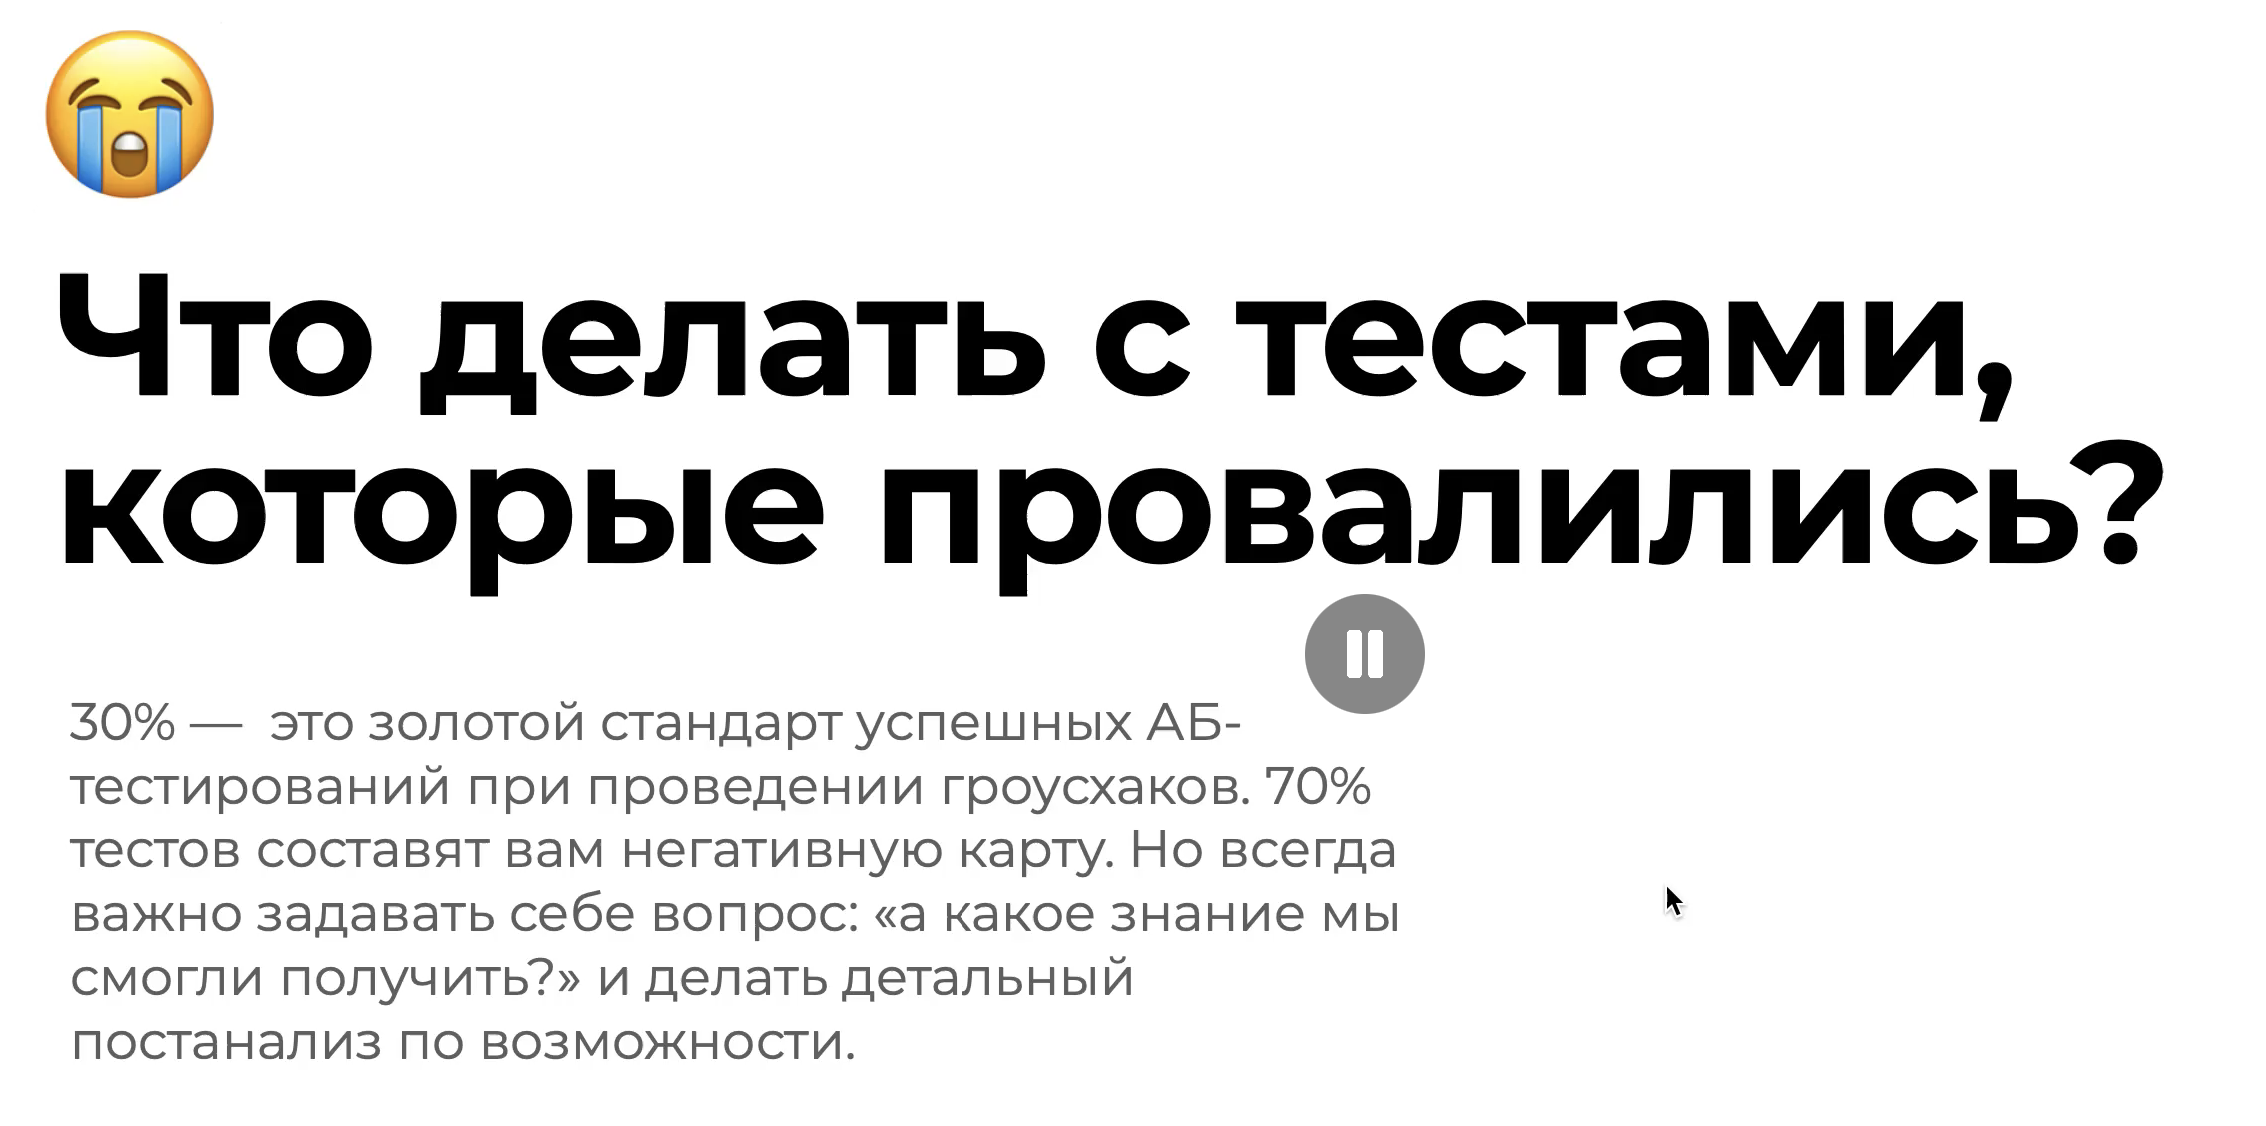 Что делать с тестами,
которые провалились?
30% — это золотой стандарт успешных АБ-
тестирований при проведении гроусхаков. 70%
тестов составят вам негативную карту. Но всегда
важно задавать себе вопрос: «а какое знание мы
смогли получить?» и делать детальный
постанализ по возможности.